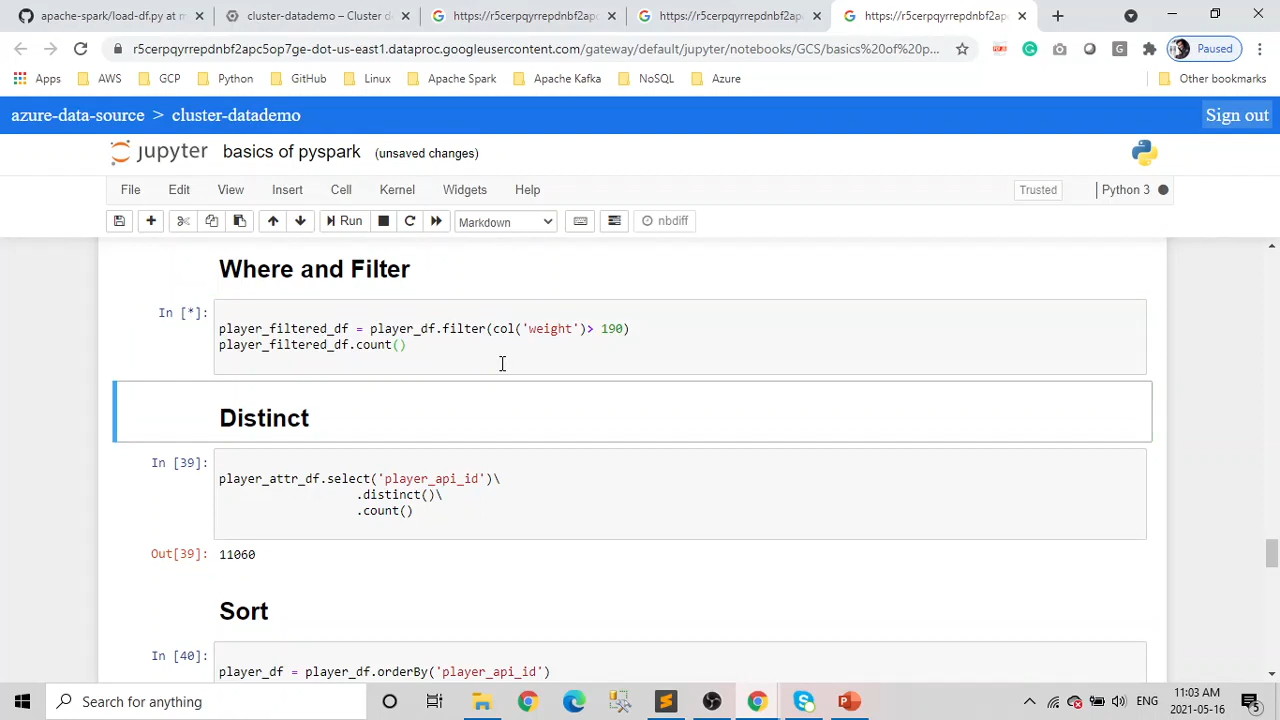 apache-spark/load-dfpy at m
cluster-datademo – Cluster d
https://r5cerpqyrrepdnbf2ap
https://r5cerpqyrrepdnbf2ap
https://r5cerpqyrrepdnbf2ap
r5cerpqyrrepdnbf2apc5op7ge-dot-us-east1.dataproc.googleusercontent.com/gateway/default/jupyter/notebooks/GCS/basics%20of%20p...
Paused
Apps AWS GCP Python GitHub Linux Apache Spark Apache Kafka NoSQL Azure Other bookmarks
azure-data-source > cluster-datademo Sign out
jupyter basics of pyspark (unsaved changes)
File Edit View Insert Cell Kernel Widgets Help Trusted Python 3
Run Markdown nbdiff
Where and Filter
In [*]:
player_filtered_df = player_df.filter(col('weight')> 190)
player_filtered_df.count()
Distinct
In [39]:
player_attr_df.select('player_api_id')\
.distinct()\
.count()
Out[39]: 11060
Sort
In [40]:
player_df = player_df.orderBy('player_api_id')
Search for anything
ENG
11:03 AM
2021-05-16
5